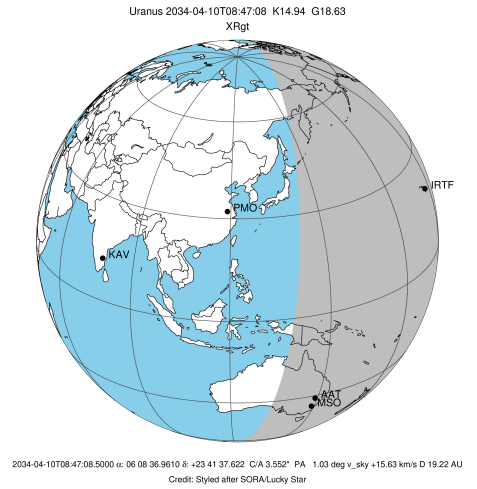 Uranus 2034-04-10T08:47:08 K14.94 G18.63
XRgt
IRTF
PMO
KAV
AAT
MSO
2034-04-10T08:47:08.5000 α: 06 08 36.9610 δ: +23 41 37.622 C/A 3.552" PA 1.03 deg v_sky +15.63 km/s D 19.22 AU
Credit: Styled after SORA/Lucky Star